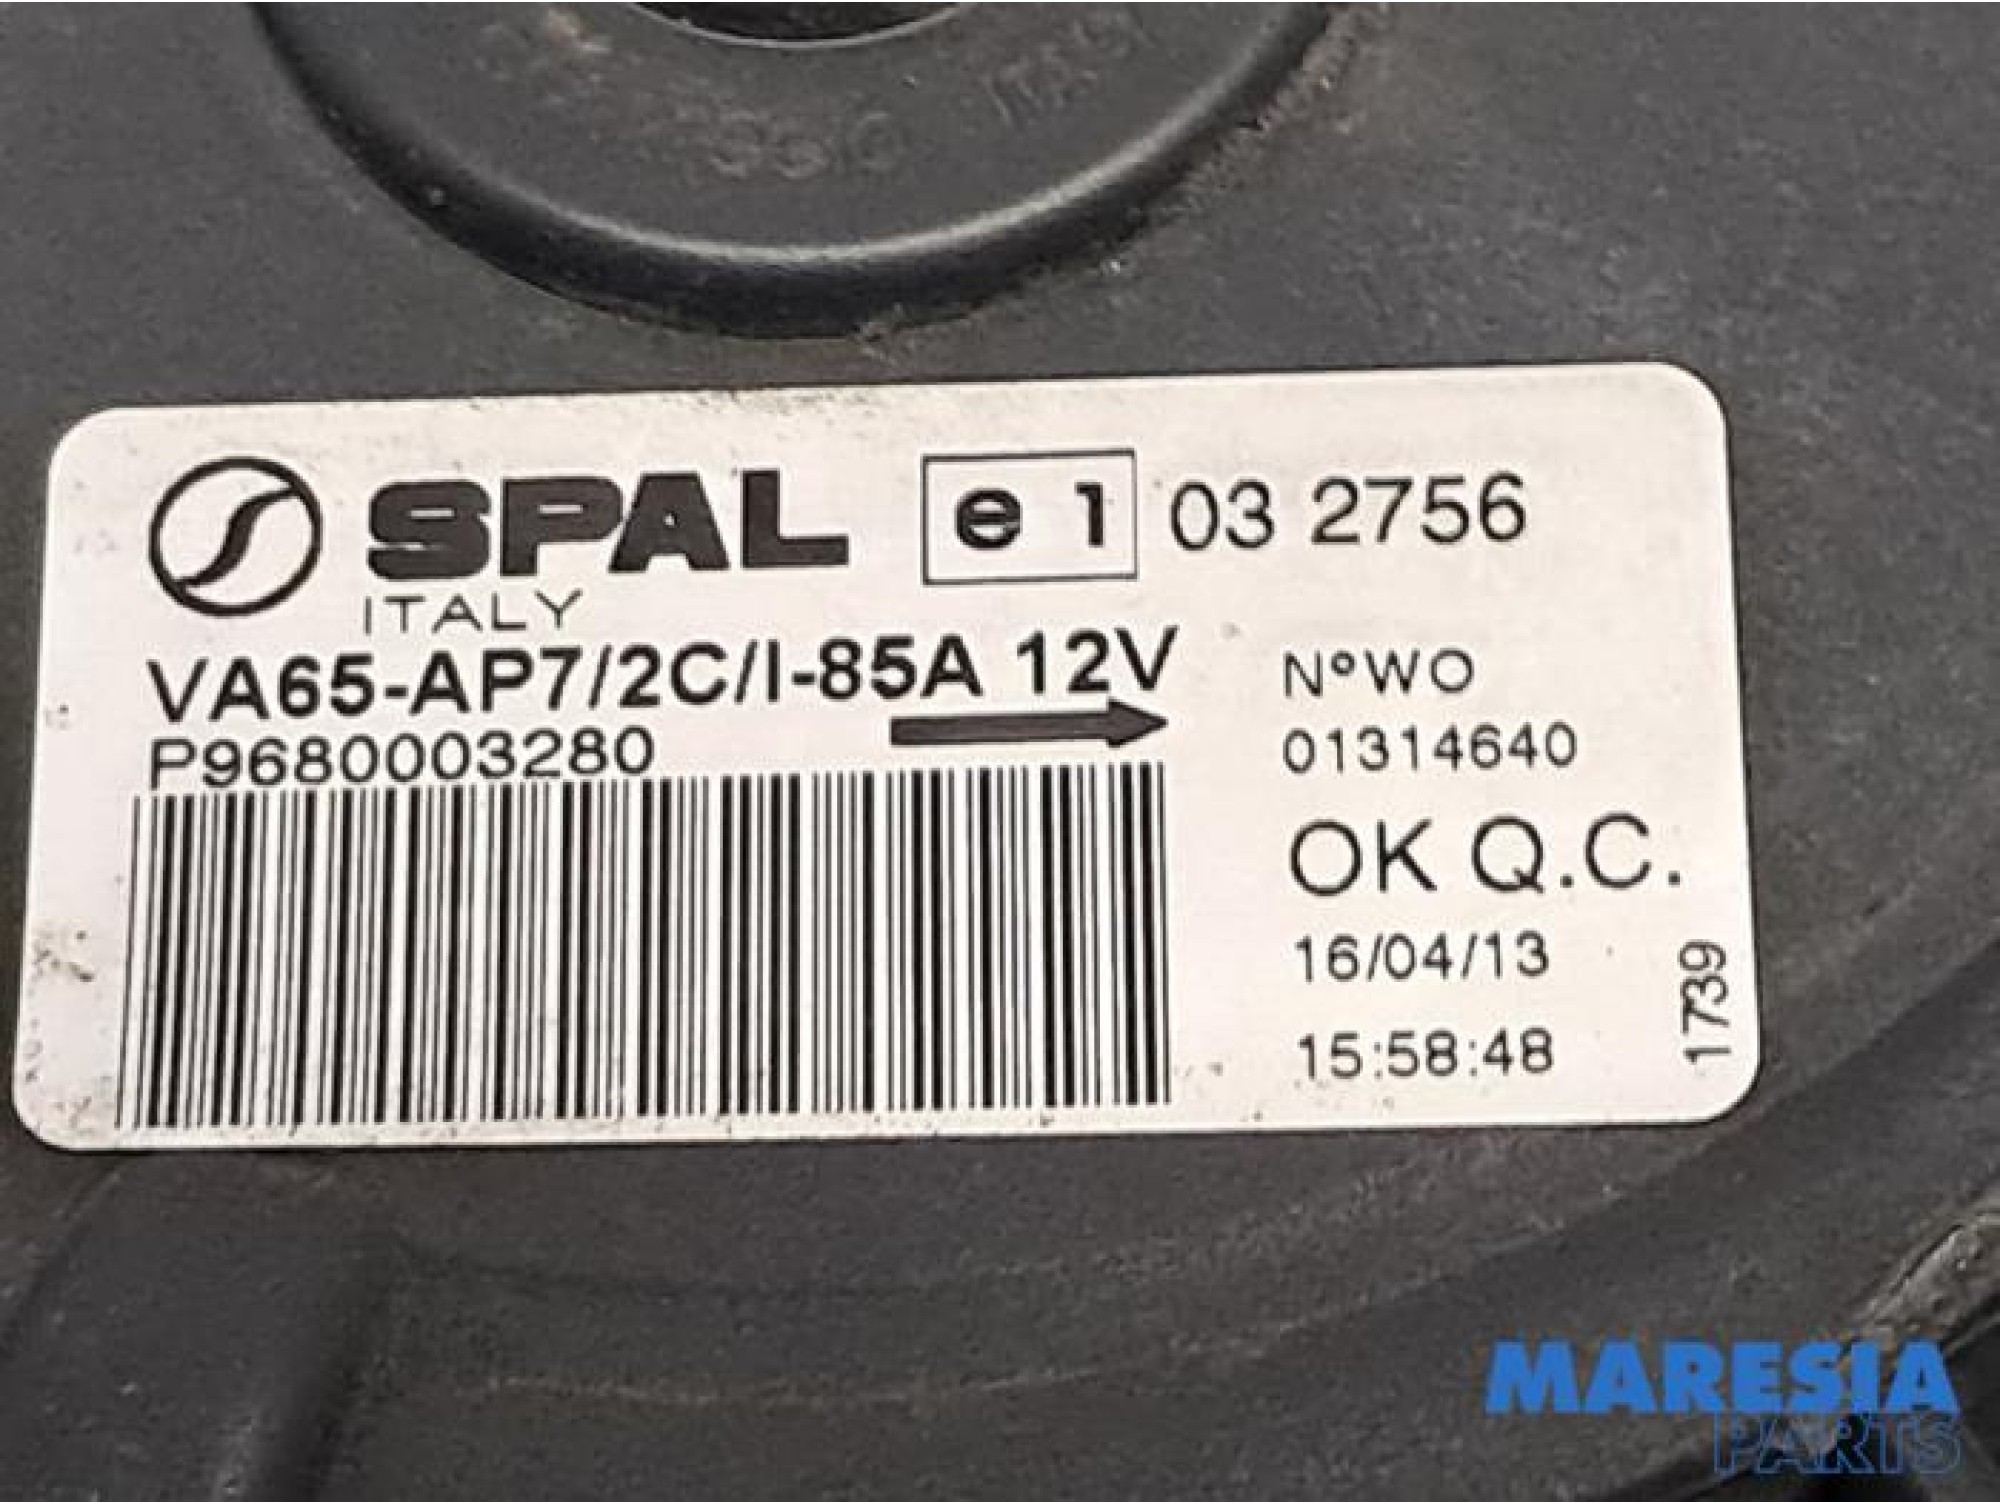 SPAL e1 03 2756
ITALY
VA65-AP7/2C/I-85A 12V
P9680003280
N°WO
01314640
OK Q.C.
16/04/13
15:58:48
1739
MARESIA
PARTS